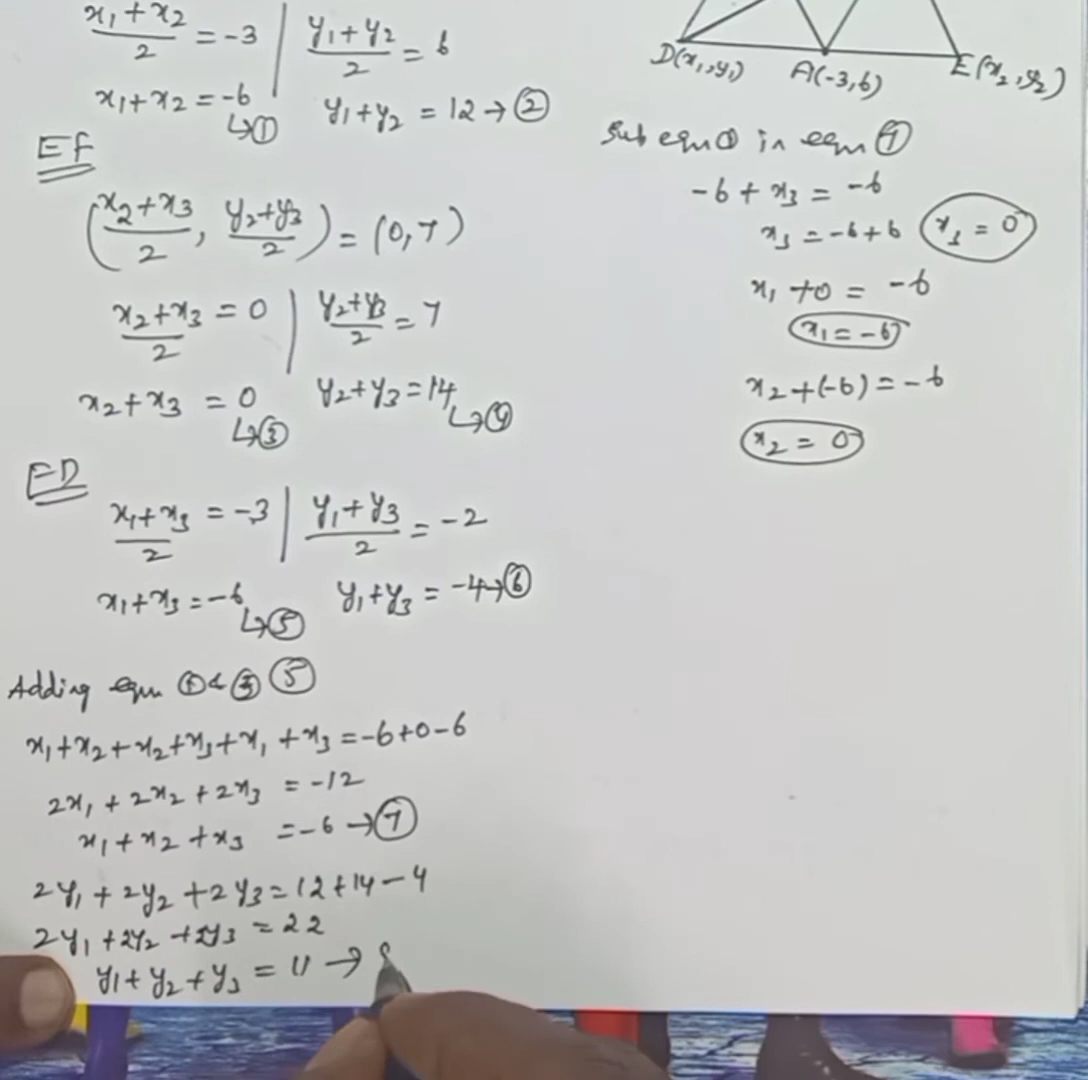 x₁+x₂/2 = -3 | y₁+y₂/2 = 6
x₁+x₂ = -6 ↳① y₁+y₂ = 12 → ②
EF
(x₂+x₃/2, y₂+y₃/2) = (0,7)
x₂+x₃/2 = 0 | y₂+y₃/2 = 7
x₂+x₃ = 0 ↳③ y₂+y₃ = 14 ↳④
ED
x₁+x₃/2 = -3 | y₁+y₃/2 = -2
x₁+x₃ = -6 ↳⑤ y₁+y₃ = -4 → ⑥
Adding equ ① & ③ ⑤
x₁+x₂+x₂+x₃+x₁+x₃ = -6+0-6
2x₁+2x₂+2x₃ = -12
x₁+x₂+x₃ = -6 → ⑦
2y₁+2y₂+2y₃ = 12+14-4
2y₁+2y₂+2y₃ = 22
y₁+y₂+y₃ = 11 → 8
D(x₁,y₁) A(-3,6) E(x₂,y₂)
Sub equ ① in equ ⑦
-6+x₃ = -6
x₃ = -6+6 x₃ = 0
x₁+0 = -6
x₁ = -6
x₂+(-6) = -6
x₂ = 0